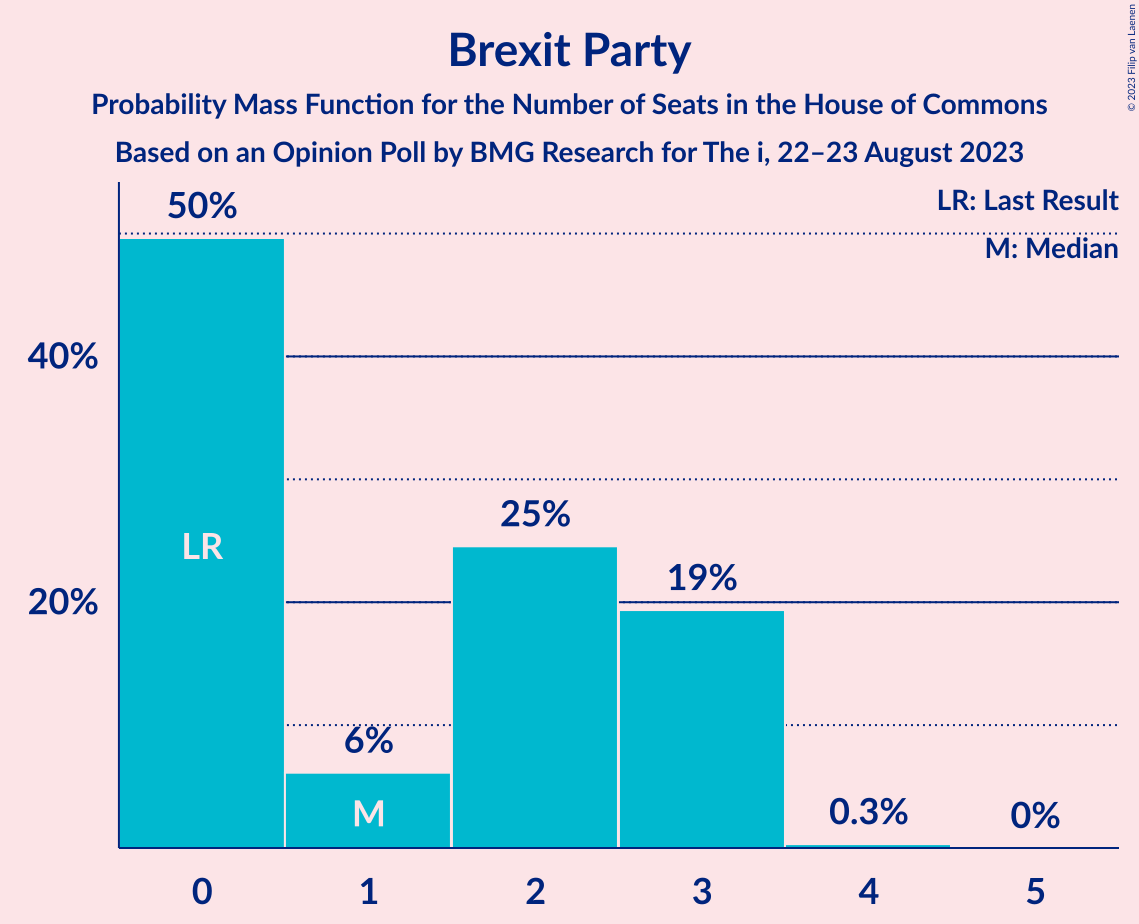 Brexit Party
Probability Mass Function for the Number of Seats in the House of Commons
Based on an Opinion Poll by BMG Research for The i, 22–23 August 2023
© 2023 Filip van Laenen
LR: Last Result
M: Median
50%
40%
25%
LR
19%
20%
6%
M
0.3%
0%
0 1 2 3 4 5